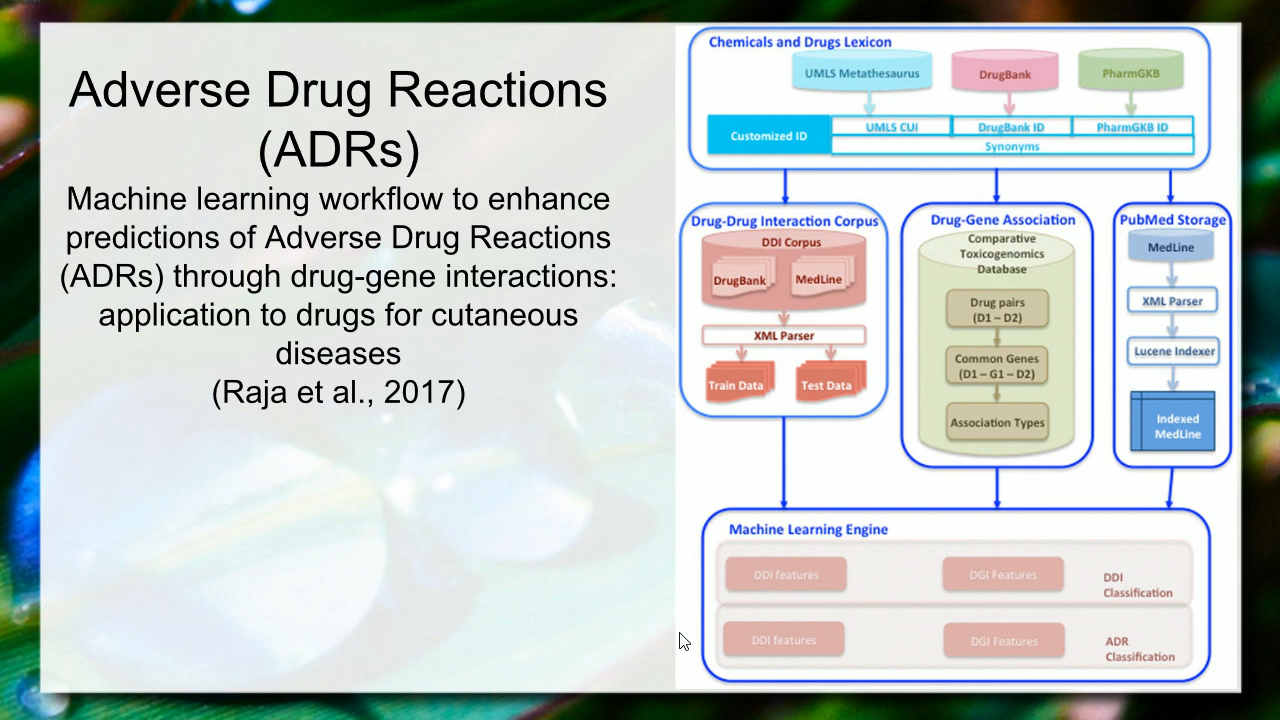 Adverse Drug Reactions
(ADRs)
Machine learning workflow to enhance
predictions of Adverse Drug Reactions
(ADRs) through drug-gene interactions:
application to drugs for cutaneous
diseases
(Raja et al., 2017)
Chemicals and Drugs Lexicon
UMLS Metathesaurus
DrugBank
PharmGKB
Customized ID
UMLS CUI
DrugBank ID
PharmGKB ID
Synonyms
Drug-Drug Interaction Corpus
DDI Corpus
DrugBank
MedLine
XML Parser
Train Data
Test Data
Drug-Gene Association
Comparative
Toxicogenomics
Database
Drug pairs
(D1 – D2)
Common Genes
(D1 – G1 – D2)
Association Types
PubMed Storage
MedLine
XML Parser
Lucene Indexer
Indexed
MedLine
Machine Learning Engine
DDI features
DGI Features
DDI
Classification
DDI features
DGI Features
ADR
Classification